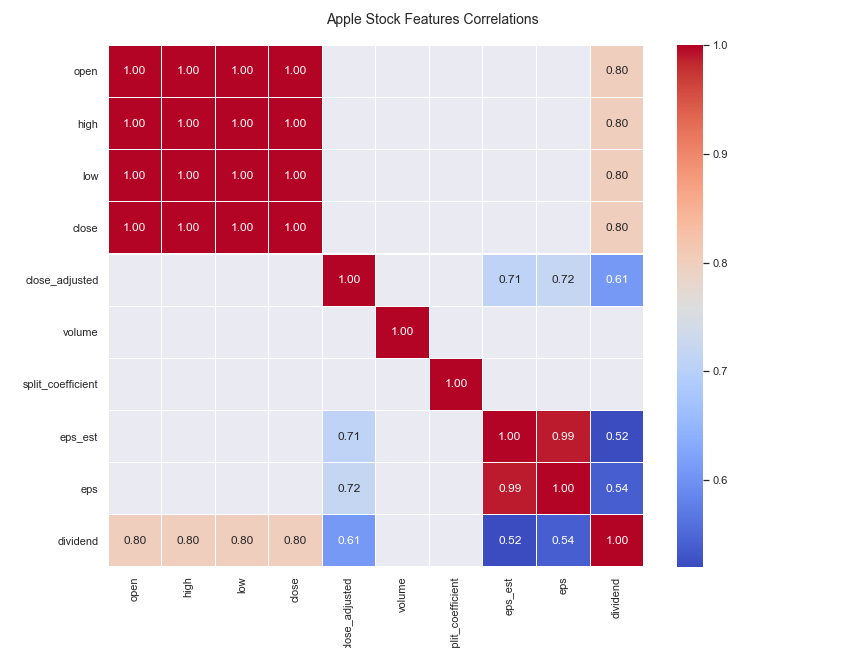 Apple Stock Features Correlations
open 1.00 1.00 1.00 1.00 0.80
high 1.00 1.00 1.00 1.00 0.80
low 1.00 1.00 1.00 1.00 0.80
close 1.00 1.00 1.00 1.00 0.80
close_adjusted 1.00 0.71 0.72 0.61
volume 1.00
split_coefficient 1.00
eps_est 0.71 1.00 0.99 0.52
eps 0.72 0.99 1.00 0.54
dividend 0.80 0.80 0.80 0.80 0.61 0.52 0.54 1.00
open
high
low
close
close_adjusted
volume
plit_coefficient
eps_est
eps
dividend
1.0
0.9
0.8
0.7
0.6